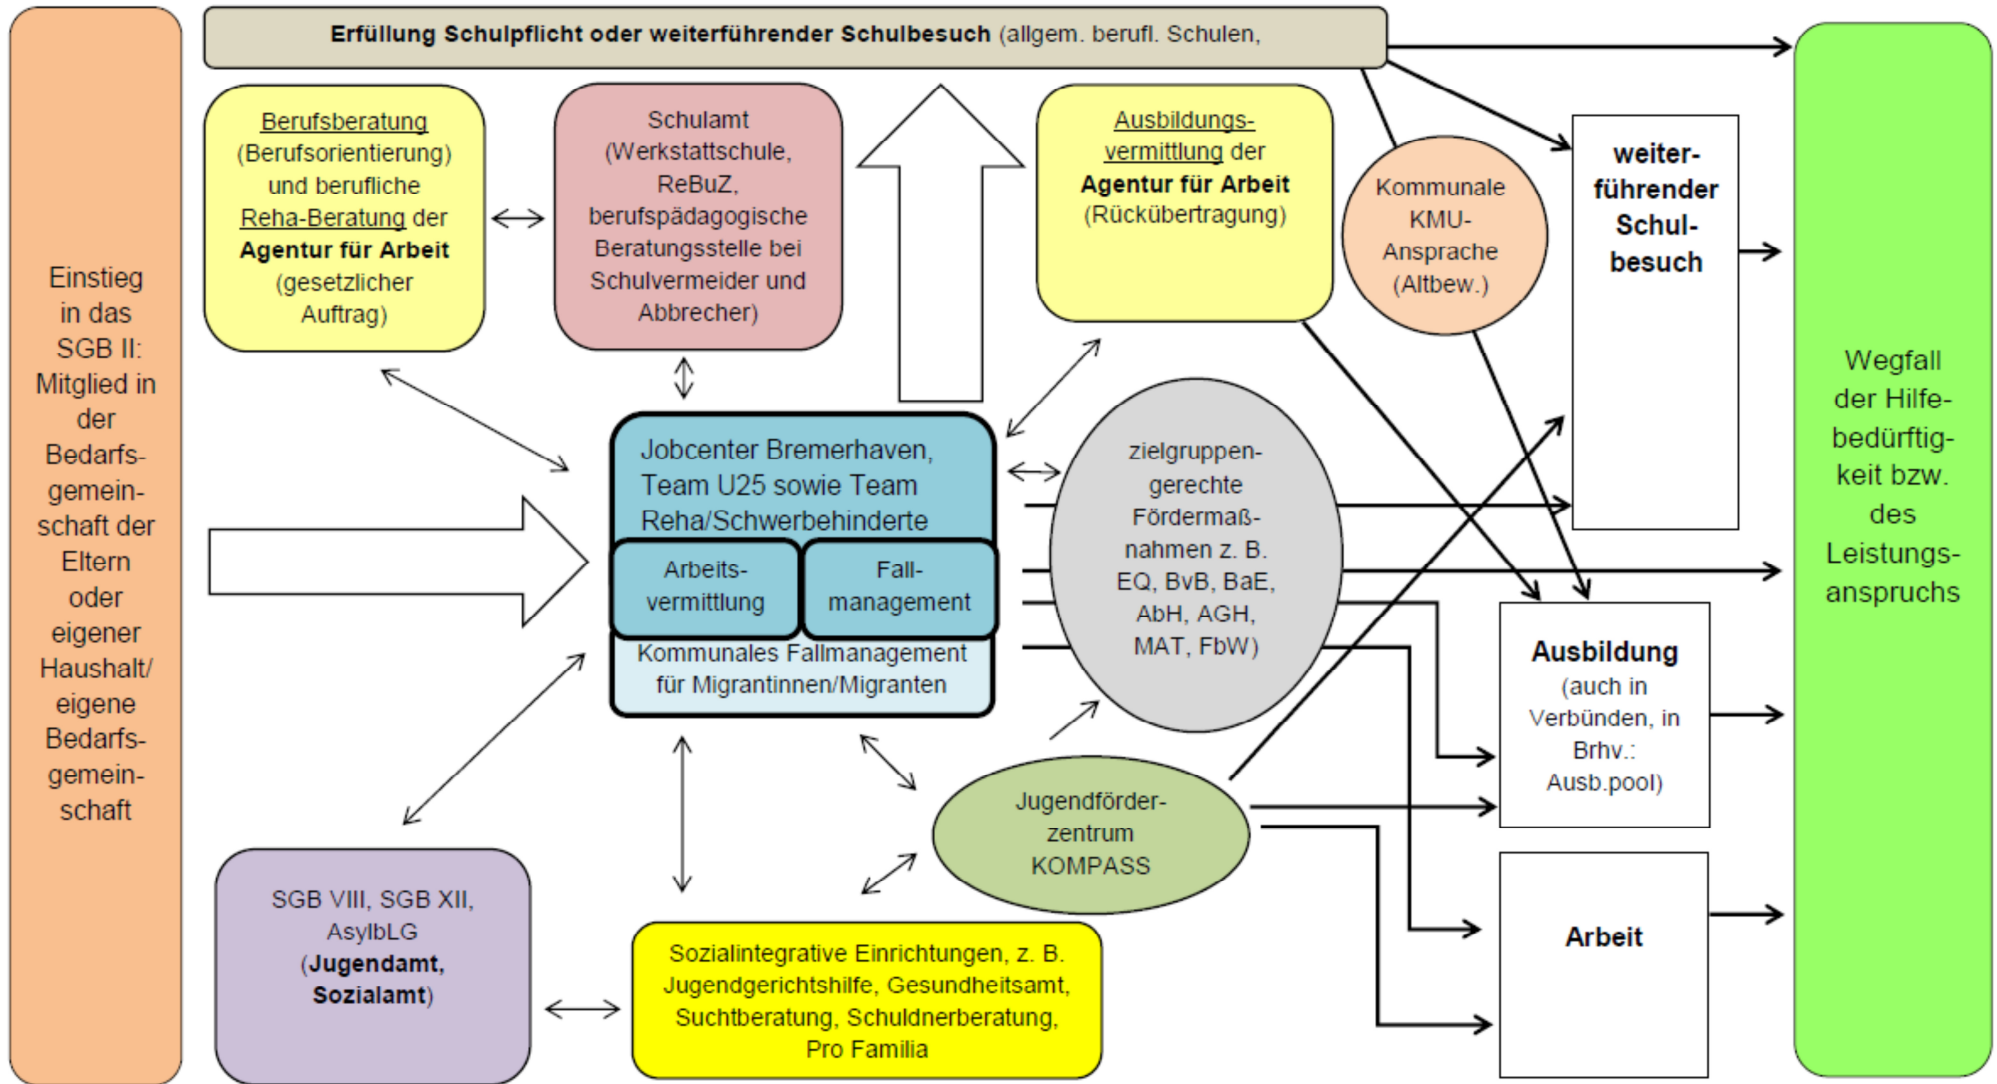 Erfüllung Schulpflicht oder weiterführender Schulbesuch (allgem. berufl. Schulen,
Einstieg
in das
SGB II:
Mitglied in
der
Bedarfs-
gemein-
schaft der
Eltern
oder
eigener
Haushalt/
eigene
Bedarfs-
gemein-
schaft
Berufsberatung
(Berufsorientierung)
und berufliche
Reha-Beratung der
Agentur für Arbeit
(gesetzlicher
Auftrag)
Schulamt
(Werkstattschule,
ReBuZ,
berufspädagogische
Beratungsstelle bei
Schulvermeider und
Abbrecher)
Ausbildungs-
vermittlung der
Agentur für Arbeit
(Rückübertragung)
Kommunale
KMU-
Ansprache
(Altbew.)
weiter-
führender
Schul-
besuch
Wegfall
der Hilfe-
bedürftig-
keit bzw.
des
Leistungs-
anspruchs
Jobcenter Bremerhaven,
Team U25 sowie Team
Reha/Schwerbehinderte
Arbeits-
vermittlung
Fall-
management
Kommunales Fallmanagement
für Migrantinnen/Migranten
zielgruppen-
gerechte
Fördermaß-
nahmen z. B.
EQ, BvB, BaE,
AbH, AGH,
MAT, FbW)
Ausbildung
(auch in
Verbünden, in
Brhv.:
Ausb.pool)
Jugendförder-
zentrum
KOMPASS
Arbeit
SGB VIII, SGB XII,
AsylbLG
(Jugendamt,
Sozialamt)
Sozialintegrative Einrichtungen, z. B.
Jugendgerichtshilfe, Gesundheitsamt,
Suchtberatung, Schuldnerberatung,
Pro Familia